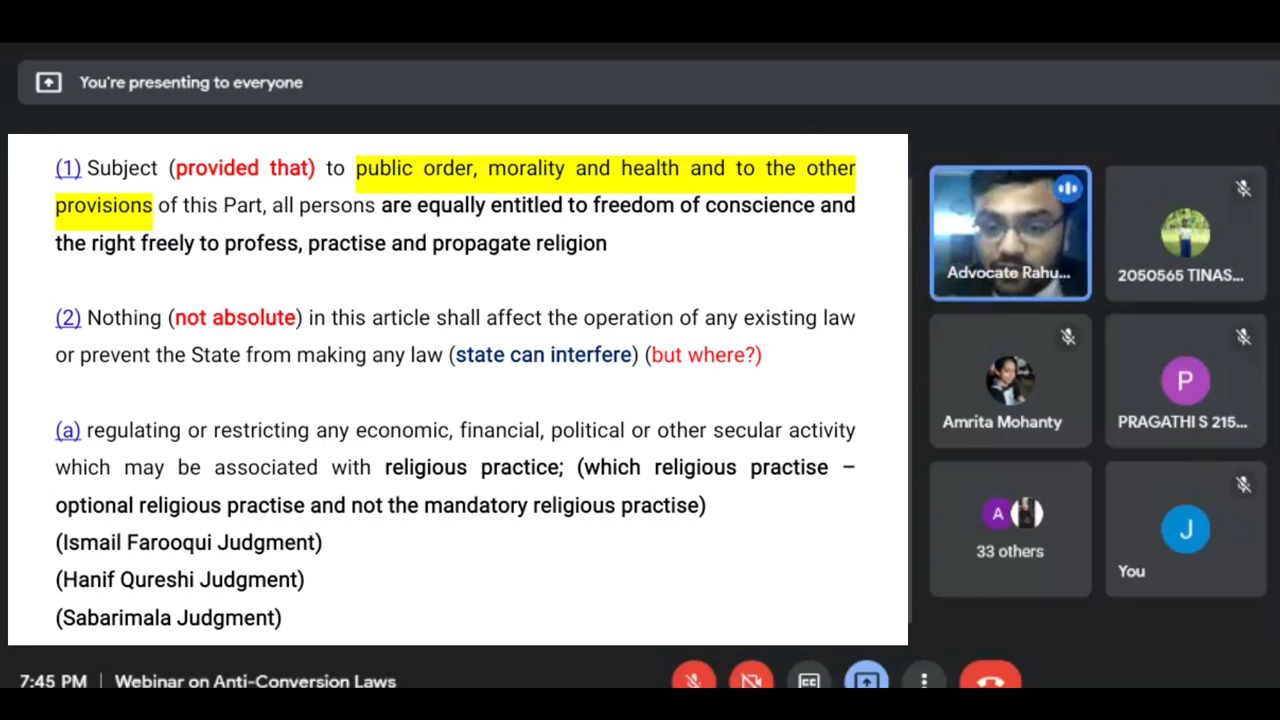 You're presenting to everyone
(1) Subject (provided that) to public order, morality and health and to the other
provisions of this Part, all persons are equally entitled to freedom of conscience and
the right freely to profess, practise and propagate religion
(2) Nothing (not absolute) in this article shall affect the operation of any existing law
or prevent the State from making any law (state can interfere) (but where?)
(a) regulating or restricting any economic, financial, political or other secular activity
which may be associated with religious practice; (which religious practise –
optional religious practise and not the mandatory religious practise)
(Ismail Farooqui Judgment)
(Hanif Qureshi Judgment)
(Sabarimala Judgment)
Advocate Rahu...
2050565 TINAS...
Amrita Mohanty
P
PRAGATHI S 215...
A
33 others
J
You
7:45 PM | Webinar on Anti-Conversion Laws
CC